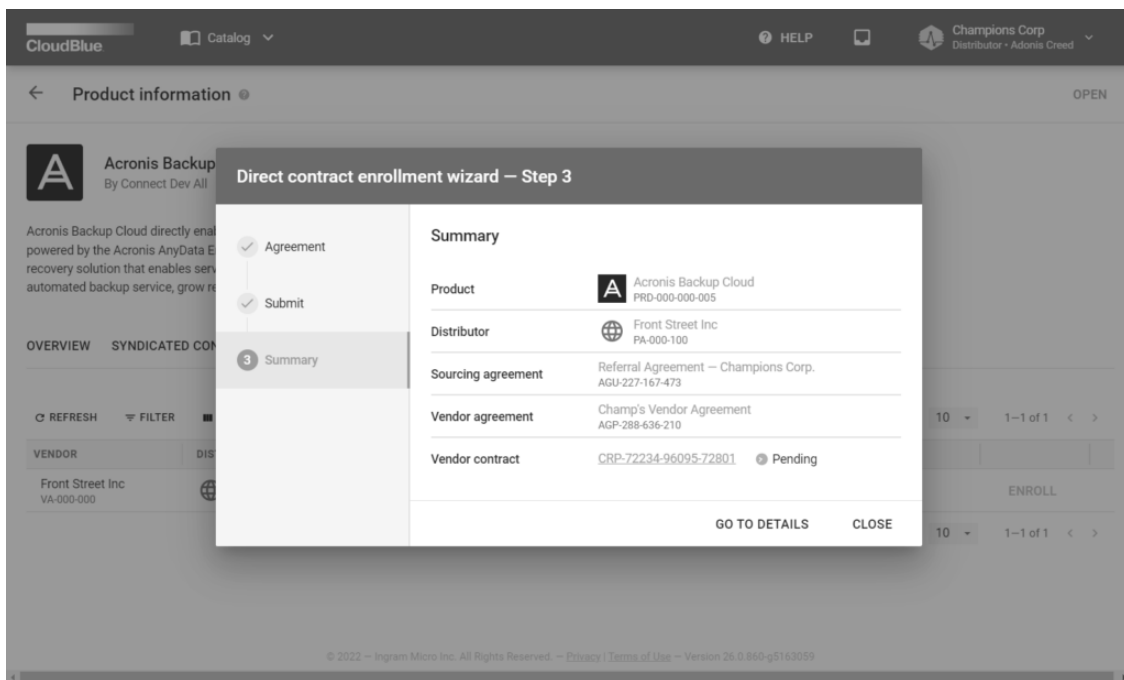 CloudBlue
Catalog
HELP
Champions Corp
Distributor • Adonis Creed
Product information
OPEN
Acronis Backup
By Connect Dev All
Acronis Backup Cloud directly enal
powered by the Acronis AnyData E
recovery solution that enables serv
automated backup service, grow re
OVERVIEW SYNDICATED CON
REFRESH FILTER
10 1–1 of 1
VENDOR DIS
Front Street Inc
VA-000-000
ENROLL
10 1–1 of 1
Direct contract enrollment wizard — Step 3
Agreement
Submit
3 Summary
Summary
Product Acronis Backup Cloud
PRD-000-000-005
Distributor Front Street Inc
PA-000-100
Sourcing agreement Referral Agreement — Champions Corp.
AGU-227-167-473
Vendor agreement Champ's Vendor Agreement
AGP-288-636-210
Vendor contract CRP-72234-96095-72801 Pending
GO TO DETAILS CLOSE
© 2022 — Ingram Micro Inc. All Rights Reserved. — Privacy | Terms of Use — Version 26.0.860-g5163059